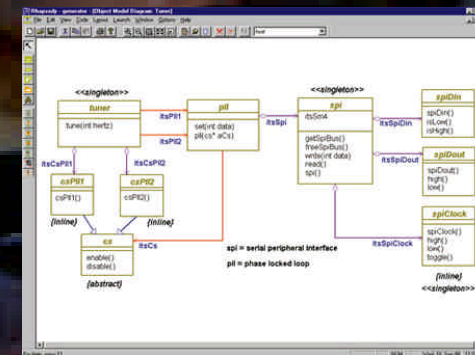 Rhapsody - generator - [Object Model Diagram: Tuner]
File Edit View Code Layout Launch Window Options Help
<<singleton>>
<<singleton>>
tuner
tune(int hertz)
itsPll1
itsPll2
pll
set(int data)
pll(cs* aCs)
itsSpi
spi
itsSm4
getSpiBus()
freeSpiBus()
write(int data)
read()
spi()
itsSpiDin
spiDin
spiDin()
isLow()
isHigh()
itsSpiDout
spiDout
spiDout()
high()
low()
itsCsPll1
itsCsPll2
csPll1
csPll1()
{inline}
csPll2
csPll2()
{inline}
itsCs
cs
enable()
disable()
{abstract}
itsSpiClock
spiClock
spiClock()
high()
low()
toggle()
{inline}
<<singleton>>
spi = serial peripheral interface
pll = phase locked loop